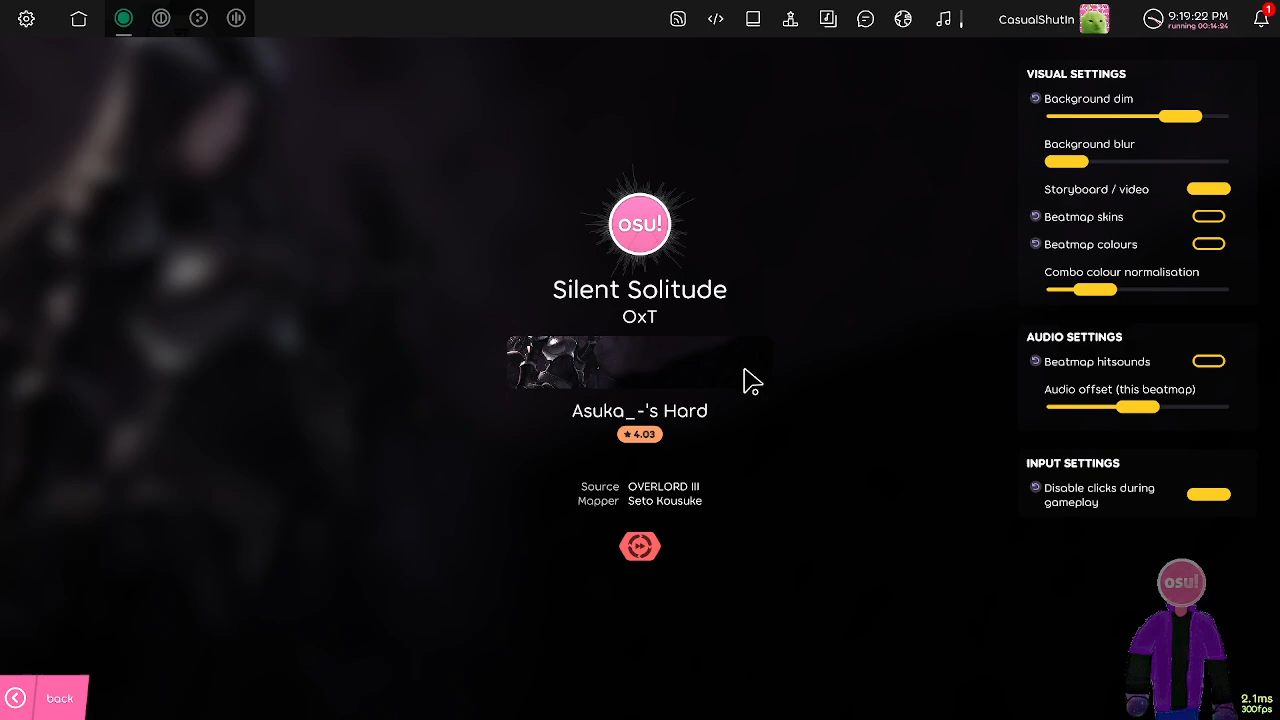 CasualShutIn
9:19:22 PM
running 00:14:24
1
VISUAL SETTINGS
Background dim
Background blur
Storyboard / video
Beatmap skins
Beatmap colours
Combo colour normalisation
osu!
Silent Solitude
OxT
Asuka_-'s Hard
★ 4.03
Source OVERLORD III
Mapper Seto Kousuke
AUDIO SETTINGS
Beatmap hitsounds
Audio offset (this beatmap)
INPUT SETTINGS
Disable clicks during
gameplay
osu!
back
2.1ms
300fps